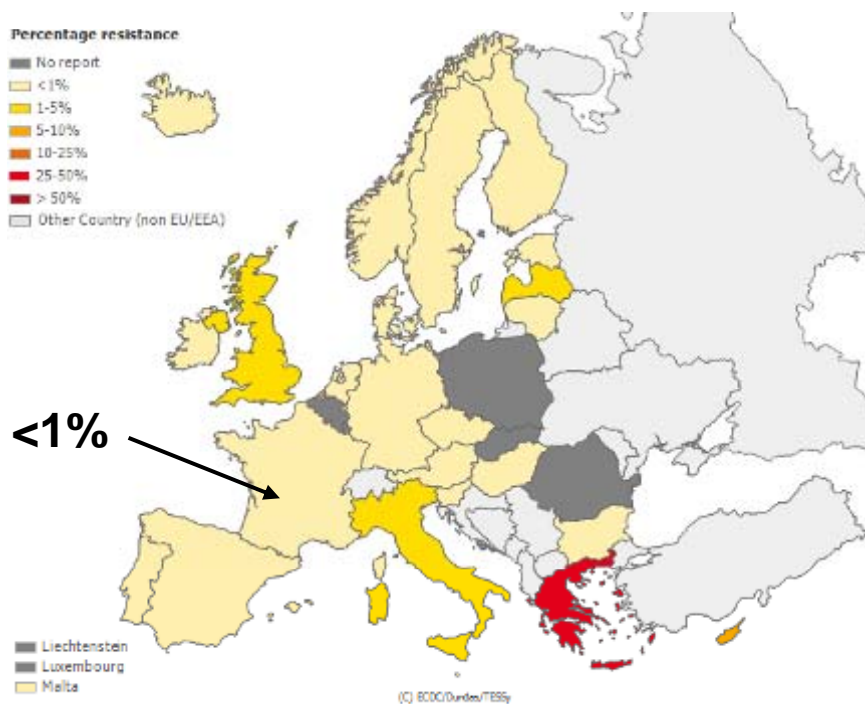 Percentage resistance
No report
<1%
1-5%
5-10%
10-25%
25-50%
> 50%
Other Country (non EU/EEA)
<1%
Liechtenstein
Luxembourg
Malta
(C) ECDC/Dundas/TESSy